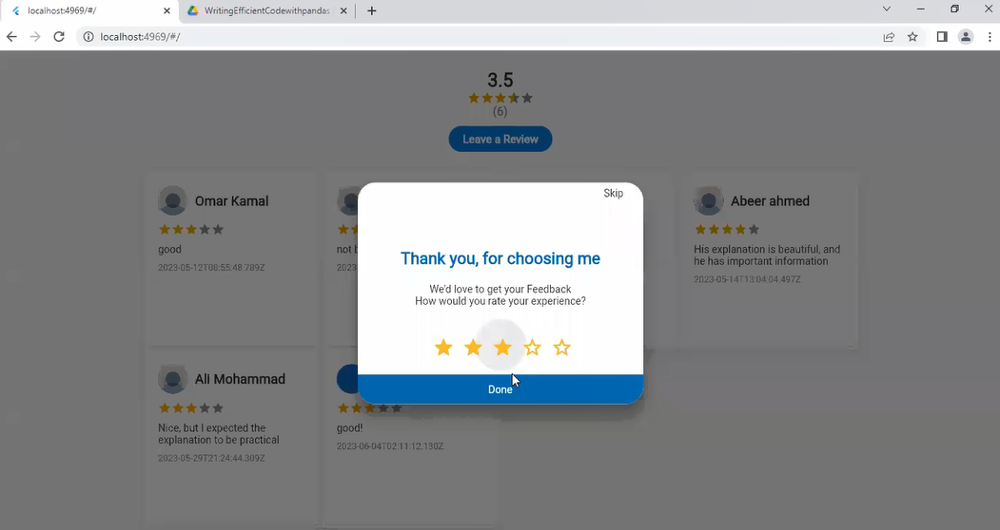 localhost:4969/#/
WritingEfficientCodewithpandas
localhost:4969/#/
3.5
(6)
Leave a Review
Omar Kamal
good
2023-05-12T08:55:48.789Z
not
2023
Abeer ahmed
His explanation is beautiful, and
he has important information
2023-05-14T13:04:04.497Z
Skip
Thank you, for choosing me
We'd love to get your Feedback
How would you rate your experience?
Done
Ali Mohammad
Nice, but I expected the
explanation to be practical
2023-05-29T21:24:44.309Z
good!
2023-06-04T02:11:12.130Z